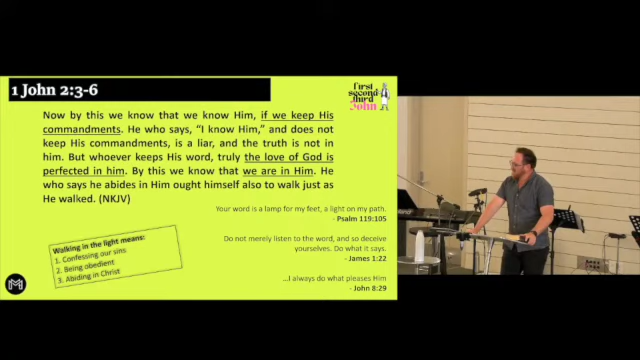 1 John 2:3-6
first
second
third
John
Now by this we know that we know Him, if we keep His
commandments. He who says, “I know Him,” and does not
keep His commandments, is a liar, and the truth is not in
him. But whoever keeps His word, truly the love of God is
perfected in him. By this we know that we are in Him. He
who says he abides in Him ought himself also to walk just as
He walked. (NKJV)
Your word is a lamp for my feet, a light on my path.
- Psalm 119:105
Do not merely listen to the word, and so deceive
yourselves. Do what it says.
- James 1:22
...I always do what pleases Him
- John 8:29
Walking in the light means:
1. Confessing our sins
2. Being obedient
3. Abiding in Christ
M